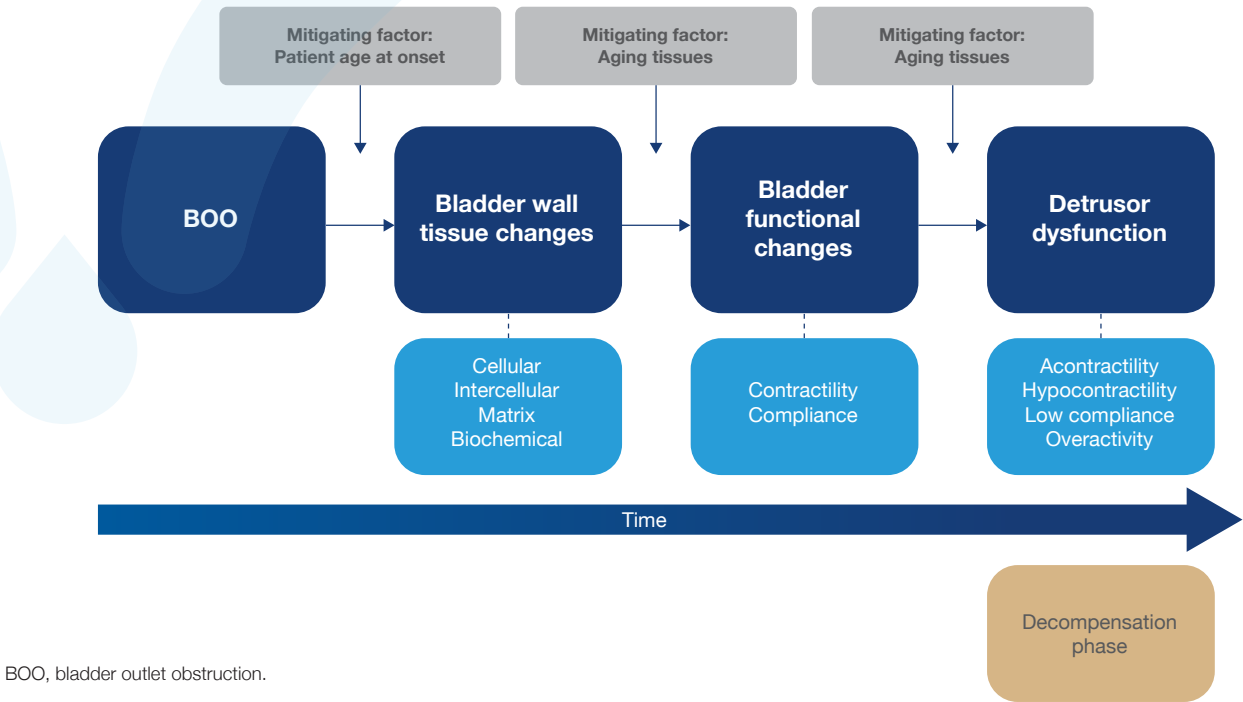 Mitigating factor:
Patient age at onset
Mitigating factor:
Aging tissues
Mitigating factor:
Aging tissues
BOO
Bladder wall
tissue changes
Bladder
functional
changes
Detrusor
dysfunction
Cellular
Intercellular
Matrix
Biochemical
Contractility
Compliance
Acontractility
Hypocontractility
Low compliance
Overactivity
Time
Decompensation
phase
BOO, bladder outlet obstruction.